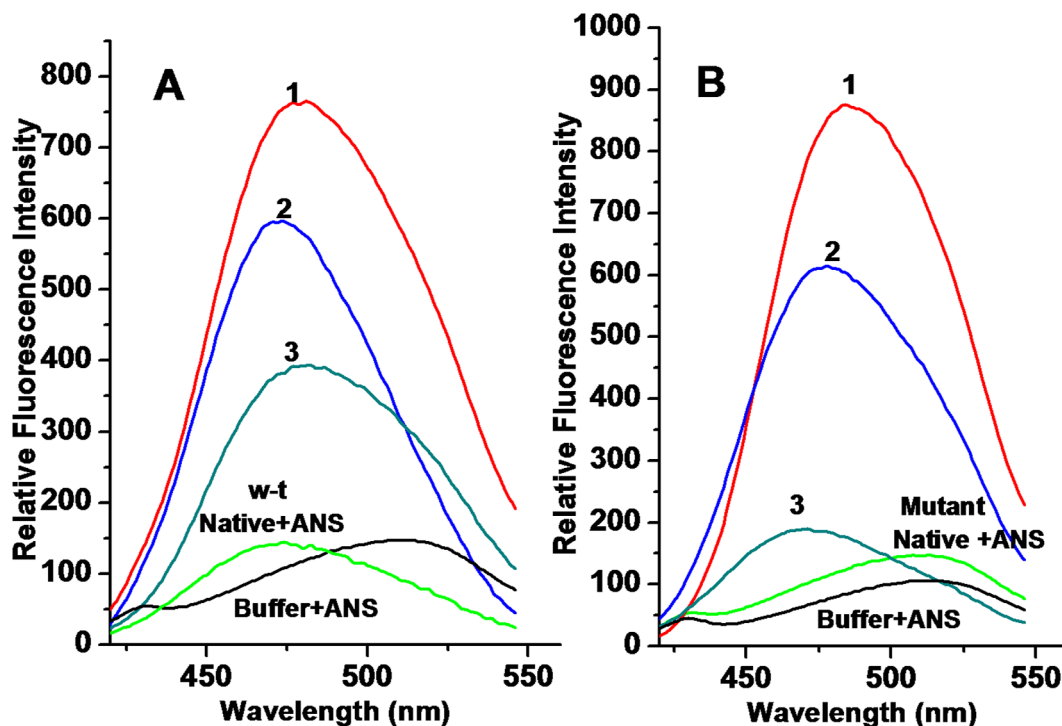 A
Relative Fluorescence Intensity
800
700
600
500
400
300
200
100
0
1
2
3
w-t
Native+ANS
Buffer+ANS
450
500
550
Wavelength (nm)
B
Relative Fluorescence Intensity
1000
900
800
700
600
500
400
300
200
100
0
1
2
3
Mutant
Native +ANS
Buffer+ANS
450
500
550
Wavelength (nm)